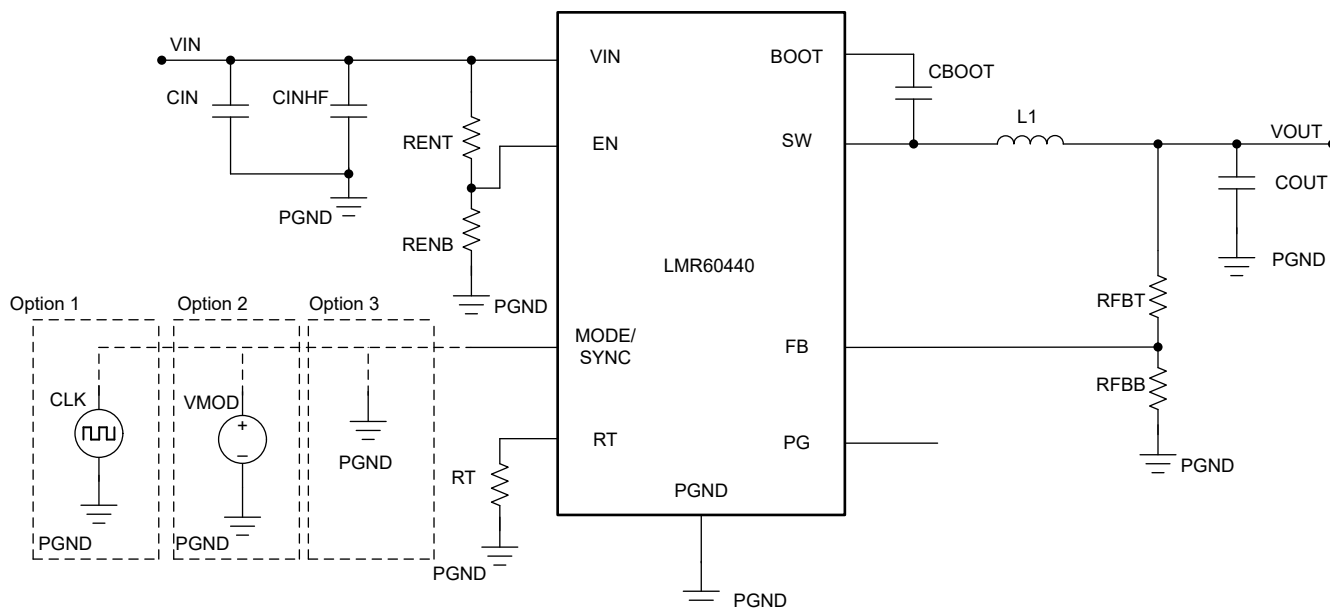 VIN
CIN
CINHF
PGND
RENT
RENB
PGND
VIN
EN
MODE/
SYNC
RT
BOOT
SW
LMR60440
FB
PG
PGND
CBOOT
L1
VOUT
COUT
PGND
RFBT
RFBB
PGND
Option 1
Option 2
Option 3
CLK
VMOD
+
−
PGND
PGND
PGND
RT
PGND
PGND